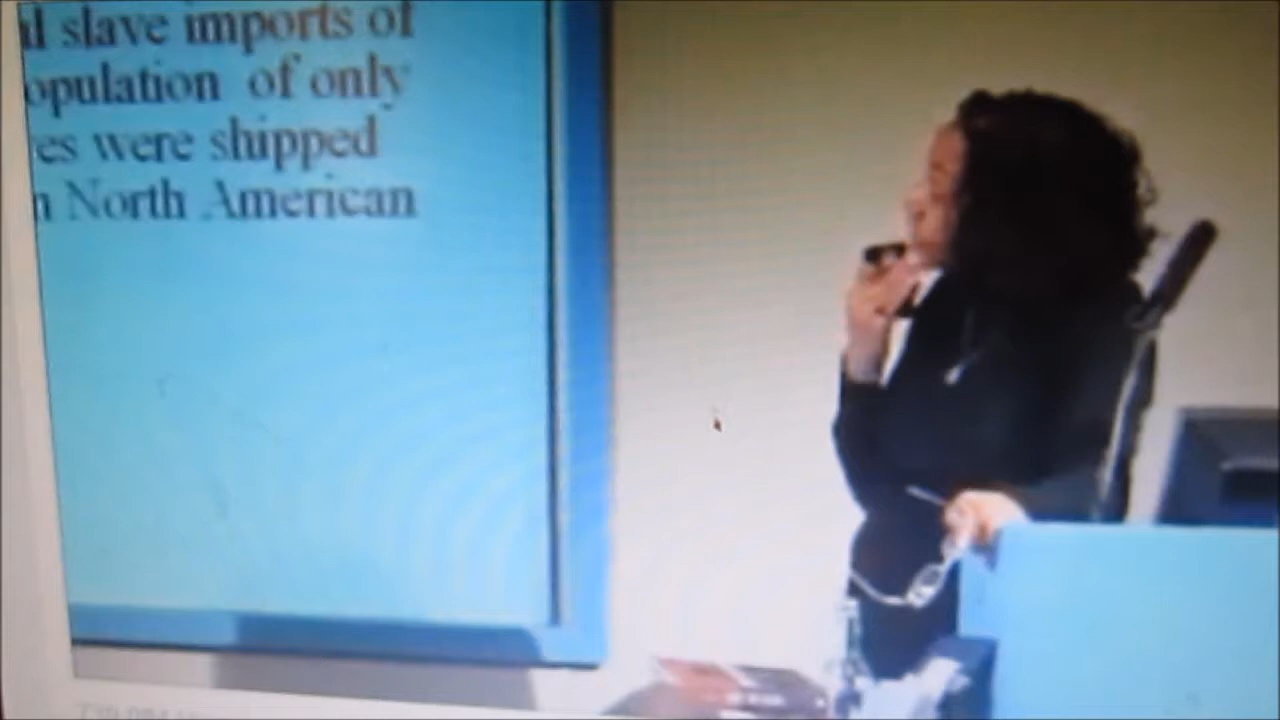 slave imports of
opulation of only
es were shipped
n North American